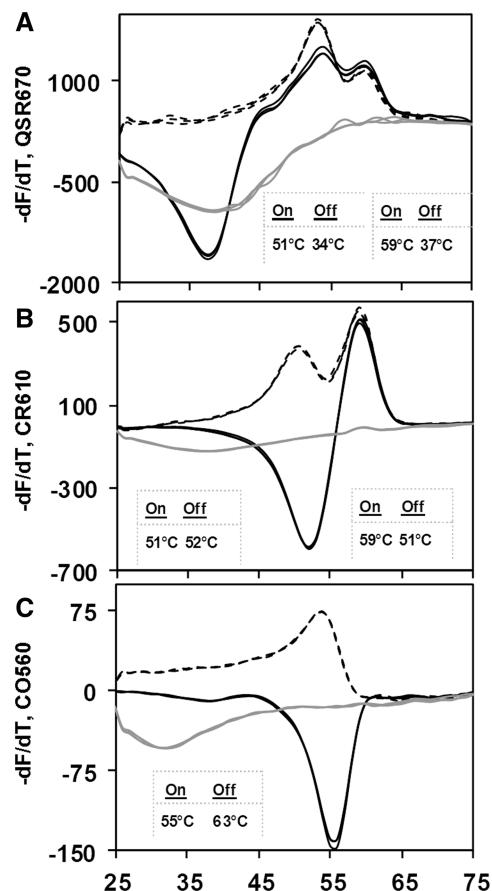 A
-dF/dT, QSR670
1000
-500
-2000
On Off On Off
51°C 34°C 59°C 37°C
B
-dF/dT, CR610
500
100
-300
-700
On Off On Off
51°C 52°C 59°C 51°C
C
-dF/dT, CO560
75
0
-75
-150
On Off
55°C 63°C
25 35 45 55 65 75